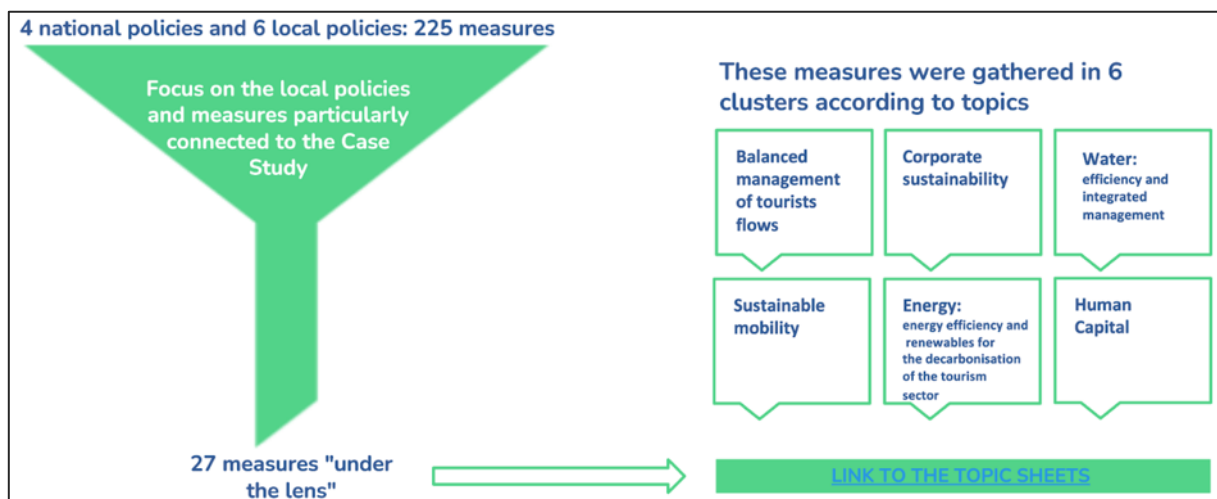 4 national policies and 6 local policies: 225 measures
Focus on the local policies
and measures particularly
connected to the Case
Study
27 measures "under
the lens"
These measures were gathered in 6
clusters according to topics
Balanced
management
of tourists
flows
Corporate
sustainability
Water:
efficiency and
integrated
management
Sustainable
mobility
Energy:
energy efficiency and
renewables for
the decarbonisation
of the tourism
sector
Human
Capital
LINK TO THE TOPIC SHEETS